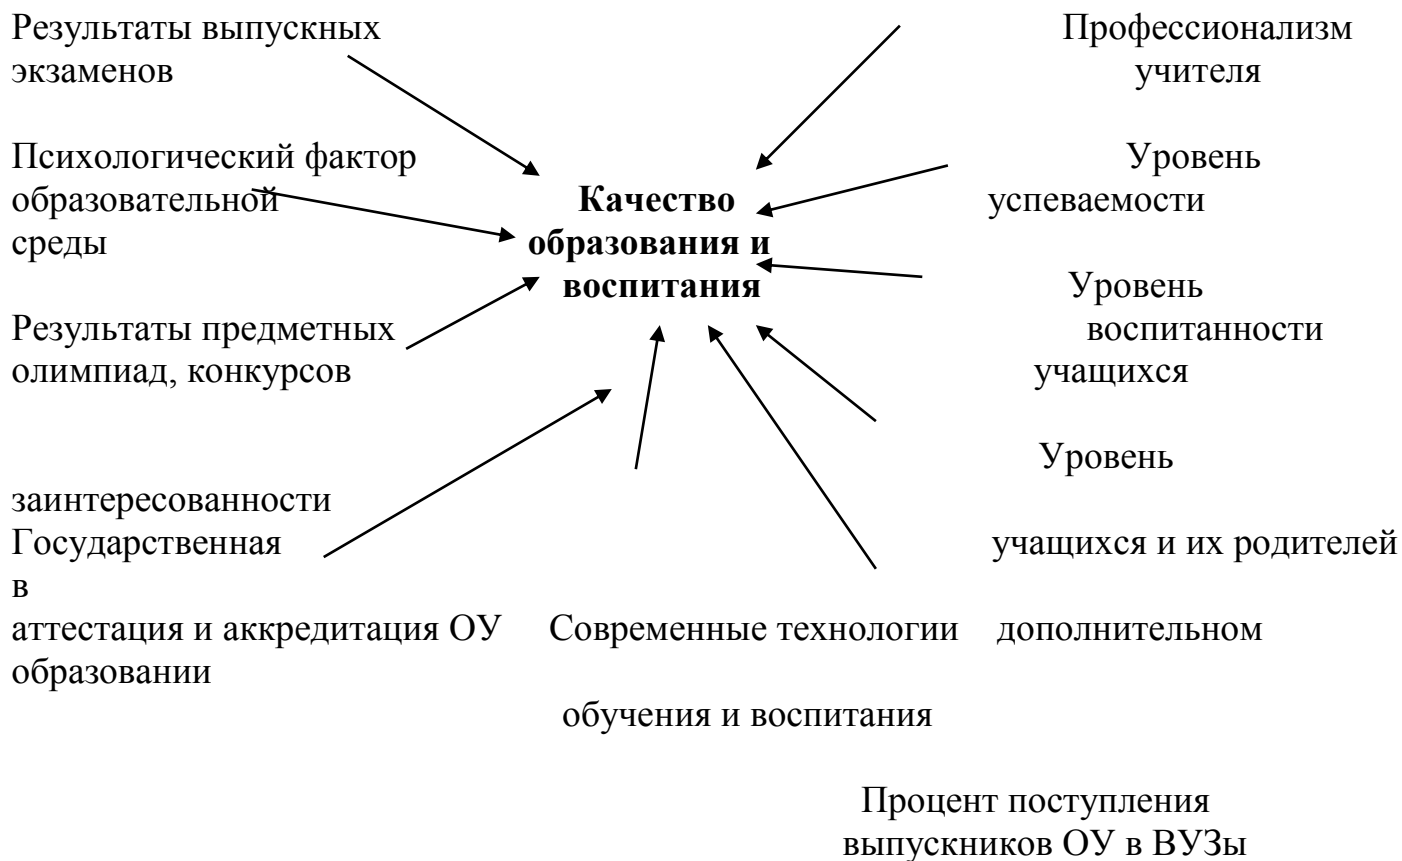 Результаты выпускных Профессионализм
экзаменов учителя
Психологический фактор Уровень
образовательной Качество успеваемости
среды образования и
воспитания Уровень
Результаты предметных воспитанности
олимпиад, конкурсов учащихся
Уровень
заинтересованности
Государственная учащихся и их родителей
в
аттестация и аккредитация ОУ Современные технологии дополнительном
образовании
обучения и воспитания
Процент поступления
выпускников ОУ в ВУЗы